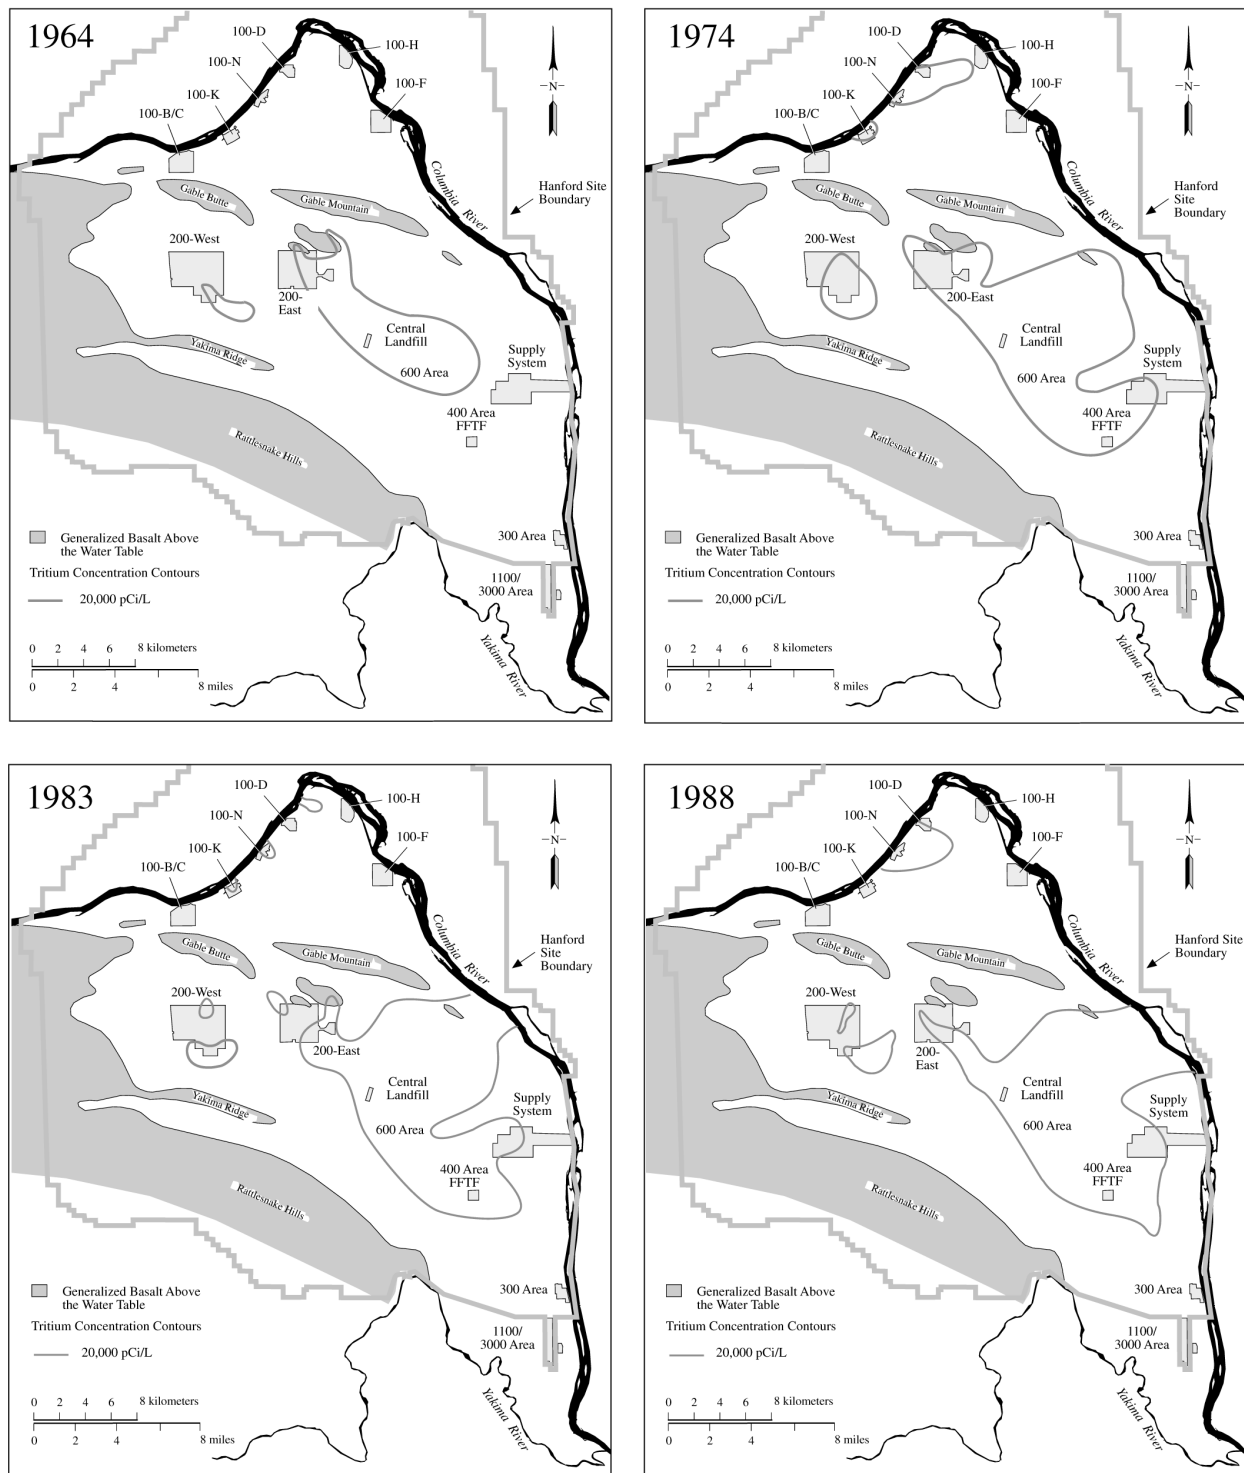 1964
100-D
100-H
100-N
100-F
100-K
100-B/C
N
Columbia River
Hanford Site
Boundary
Gable Butte
Gable Mountain
200-West
200-
East
Central
Landfill
Yakima Ridge
600 Area
Supply
System
400 Area
FFTF
Rattlesnake Hills
Generalized Basalt Above
the Water Table
Tritium Concentration Contours
20,000 pCi/L
300 Area
1100/
3000 Area
Yakima River
0 2 4 6 8 kilometers
0 2 4 8 miles
1974
100-D
100-H
100-N
100-F
100-K
100-B/C
N
Columbia River
Hanford
Site
Boundary
Gable Butte
Gable Mountain
200-West
200-East
Central
Landfill
Yakima Ridge
600 Area
Supply
System
400 Area
FFTF
Rattlesnake Hills
Generalized Basalt Above
the Water Table
Tritium Concentration Contours
20,000 pCi/L
300 Area
1100/
3000 Area
Yakima River
0 2 4 6 8 kilometers
0 2 4 8 miles
1983
100-D
100-H
100-N
100-F
100-K
100-B/C
N
Columbia River
Hanford
Site
Boundary
Gable Butte
Gable Mountain
200-West
200-East
Central
Landfill
Yakima Ridge
600 Area
Supply
System
400 Area
FFTF
Rattlesnake Hills
Generalized Basalt Above
the Water Table
Tritium Concentration Contours
20,000 pCi/L
300 Area
1100/
3000 Area
Yakima River
0 2 4 6 8 kilometers
0 2 4 8 miles
1988
100-D
100-H
100-N
100-F
100-K
100-B/C
N
Columbia River
Hanford Site
Boundary
Gable Butte
Gable Mountain
200-West
200-
East
Central
Landfill
Yakima Ridge
600 Area
Supply
System
400 Area
FFTF
Rattlesnake Hills
Generalized Basalt Above
the Water Table
Tritium Concentration Contours
20,000 pCi/L
300 Area
1100/
3000 Area
Yakima River
0 2 4 6 8 kilometers
0 2 4 8 miles